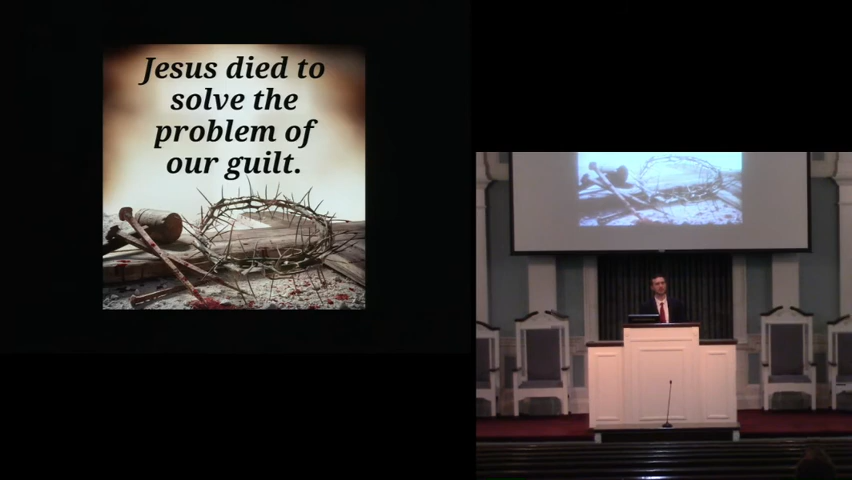 Jesus died to
solve the
problem of
our guilt.